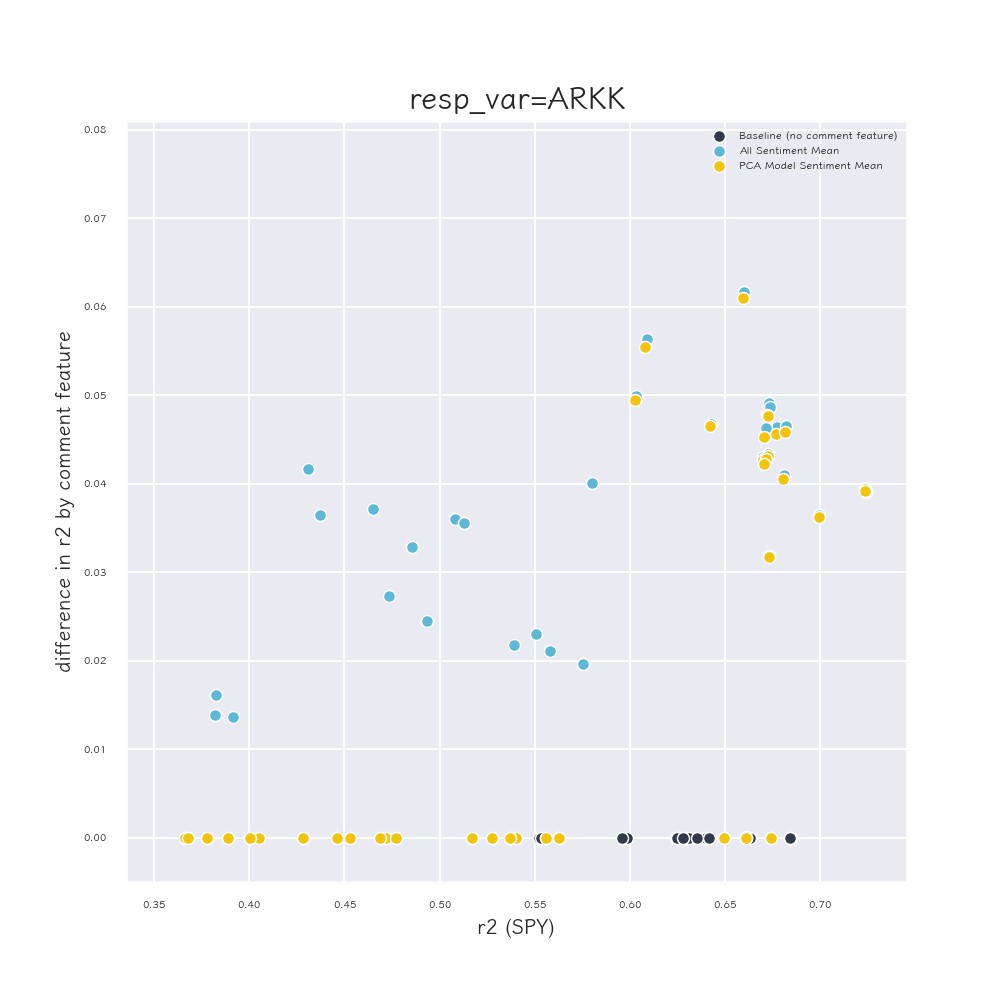 resp_var=ARKK
Baseline (no comment feature)
All Sentiment Mean
PCA Model Sentiment Mean
difference in r2 by comment feature
0.08
0.07
0.06
0.05
0.04
0.03
0.02
0.01
0.00
0.35 0.40 0.45 0.50 0.55 0.60 0.65 0.70
r2 (SPY)